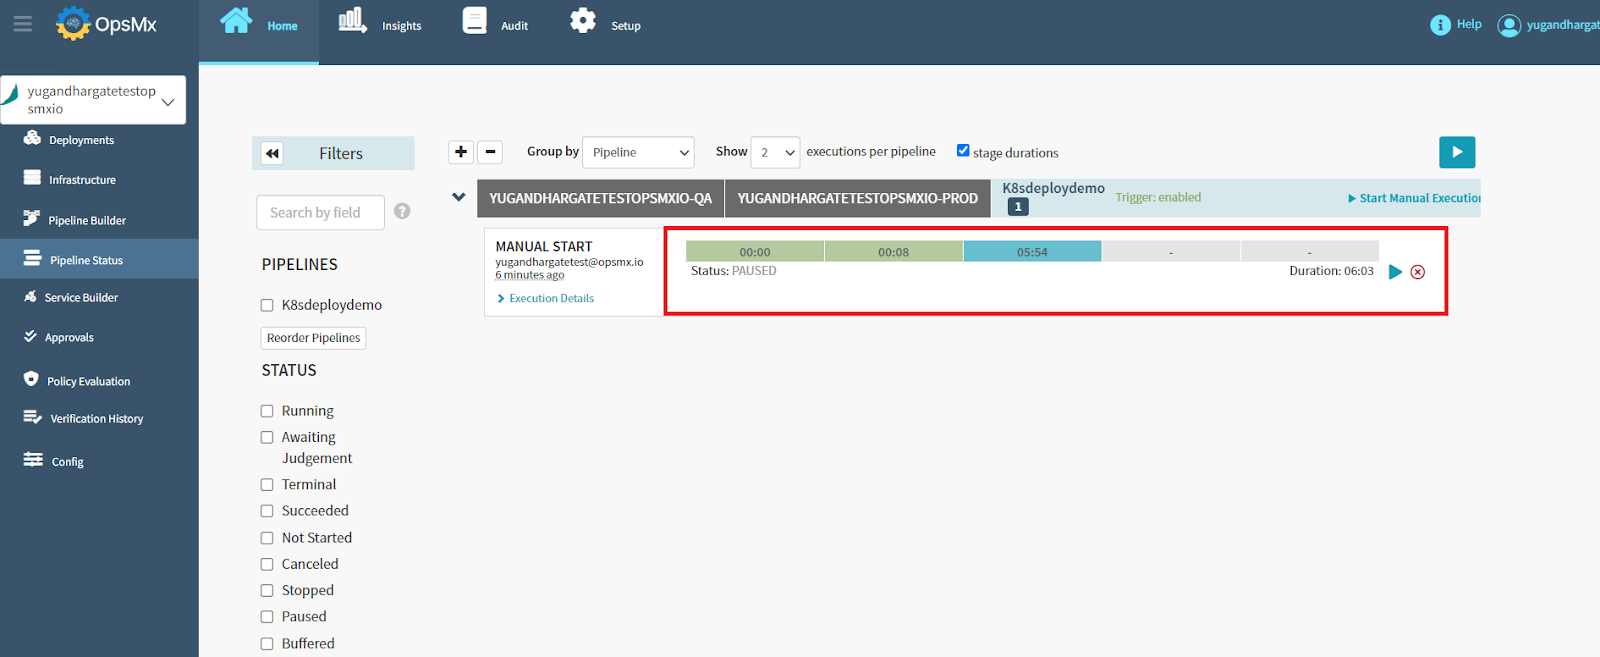 OpsMx
Home
Insights
Audit
Setup
Help
yugandhargat
yugandhargatetestop
smxio
Deployments
Infrastructure
Pipeline Builder
Pipeline Status
Service Builder
Approvals
Policy Evaluation
Verification History
Config
Filters
Search by field
?
PIPELINES
K8sdeploydemo
Reorder Pipelines
STATUS
Running
Awaiting
Judgement
Terminal
Succeeded
Not Started
Canceled
Stopped
Paused
Buffered
+ - Group by Pipeline Show 2 executions per pipeline stage durations
YUGANDHARGATETESTOPSMXIO-QA YUGANDHARGATETESTOPSMXIO-PROD K8sdeploydemo
1
Trigger: enabled
Start Manual Execution
MANUAL START
yugandhargatetest@opsmx.io
6 minutes ago
Execution Details
00:00 00:08 05:54 - -
Status: PAUSED Duration: 06:03